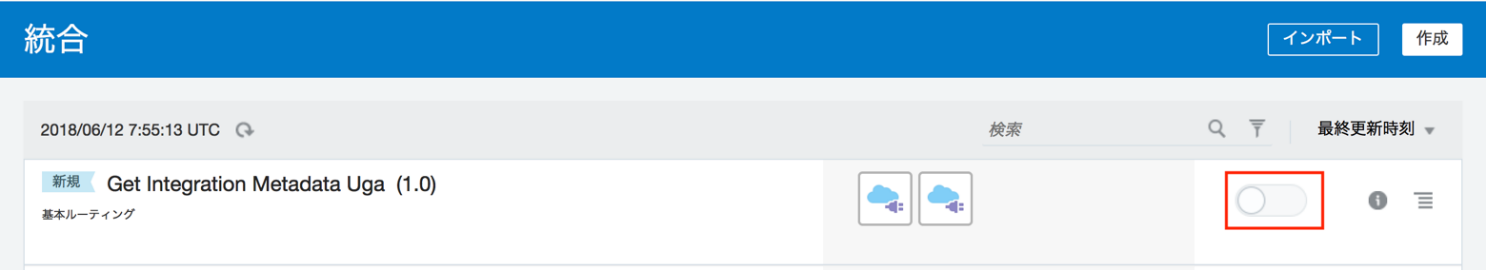 統合
インポート 作成
2018/06/12 7:55:13 UTC 検索 最終更新時刻
新規 Get Integration Metadata Uga (1.0)
基本ルーティング